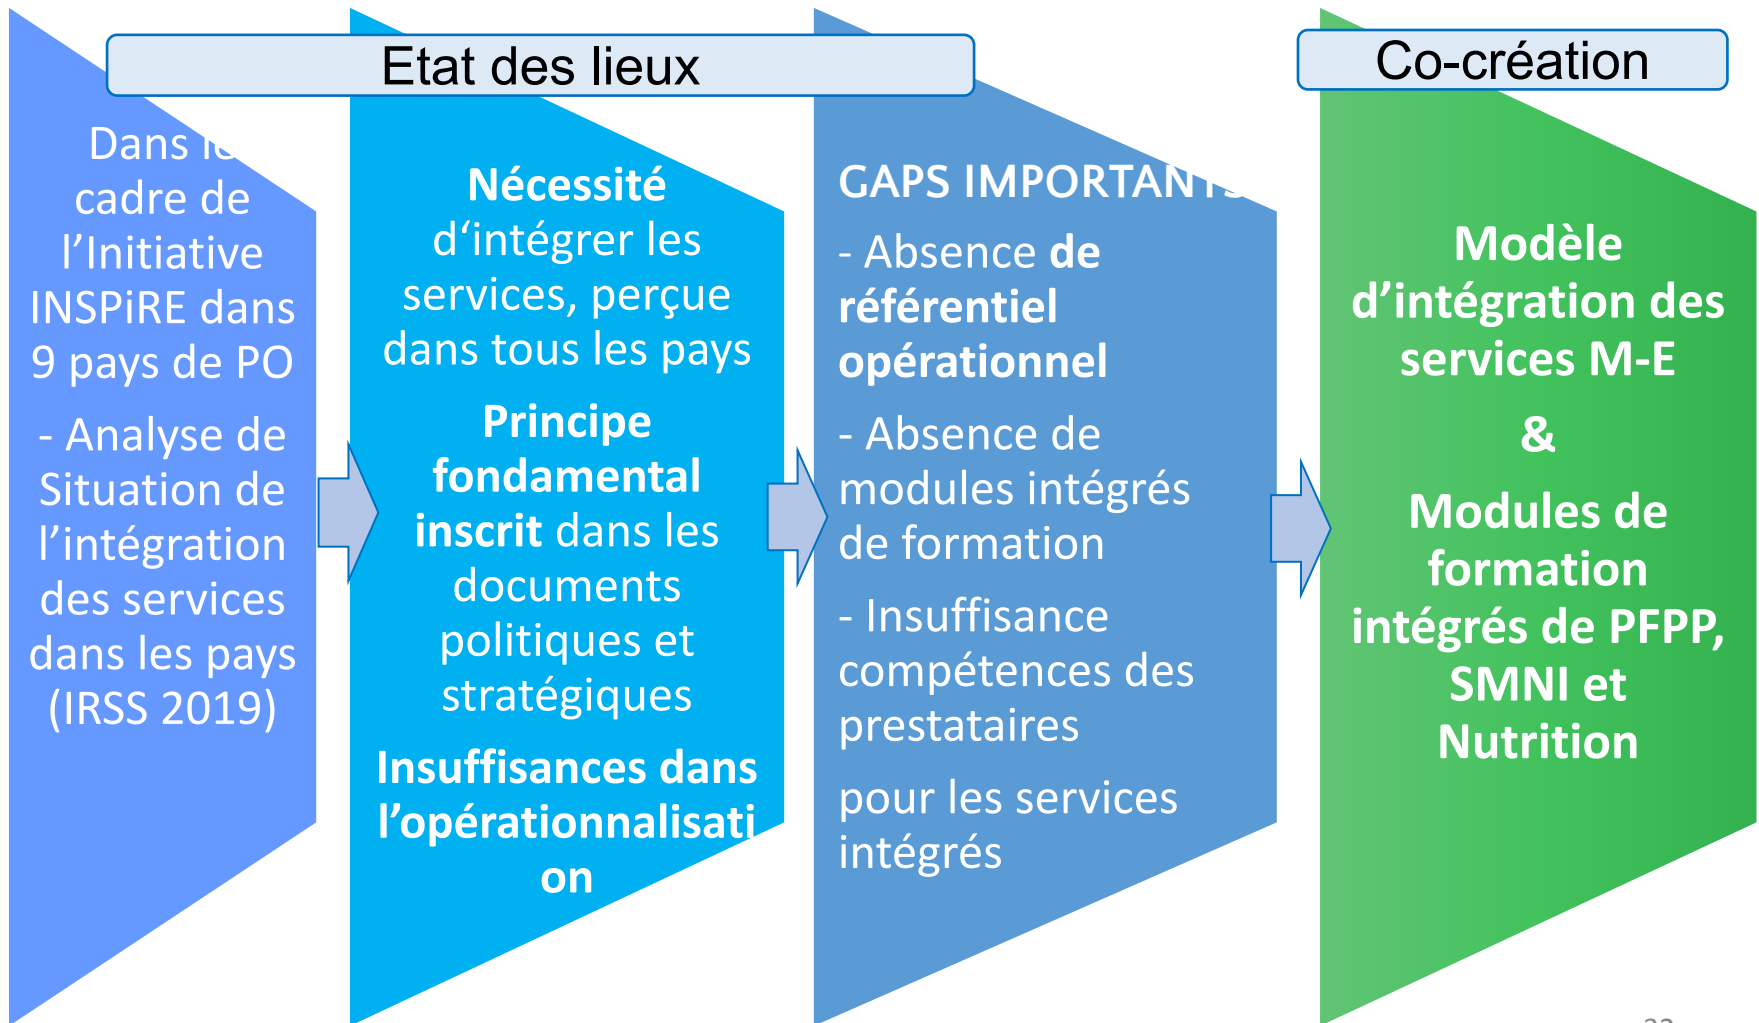 Etat des lieux
Co-création
Dans le
cadre de
l’Initiative
INSPiRE dans
9 pays de PO
- Analyse de
Situation de
l’intégration
des services
dans les pays
(IRSS 2019)
Nécessité
d‘intégrer les
services, perçue
dans tous les pays
Principe
fondamental
inscrit dans les
documents
politiques et
stratégiques
Insuffisances dans
l’opérationnalisati
on
GAPS IMPORTANTS
- Absence de
référentiel
opérationnel
- Absence de
modules intégrés
de formation
- Insuffisance
compétences des
prestataires
pour les services
intégrés
Modèle
d’intégration des
services M-E
&
Modules de
formation
intégrés de PFPP,
SMNI et
Nutrition